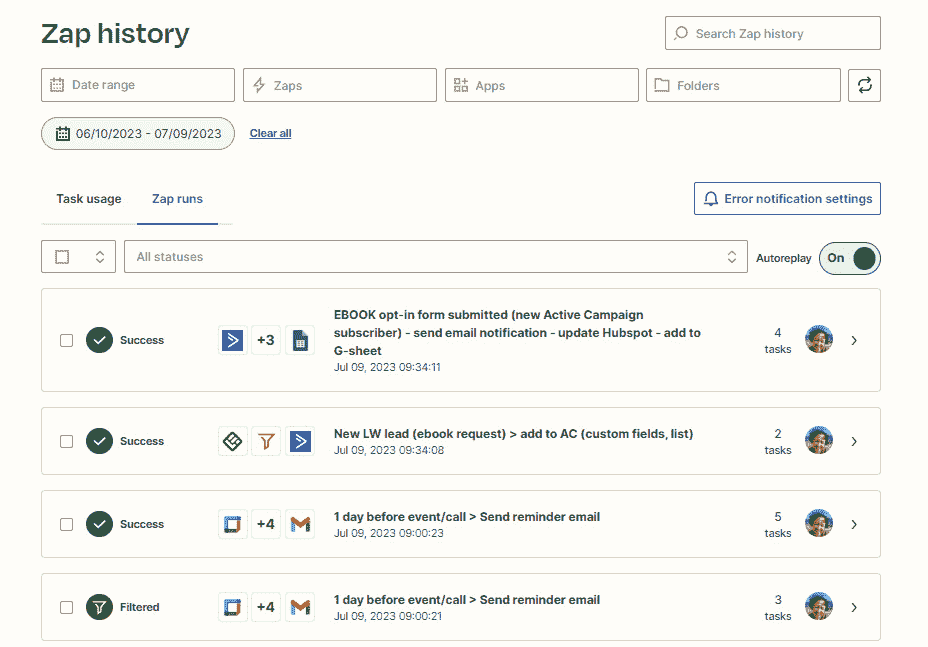 Zap history
Search Zap history
Date range
Zaps
Apps
Folders
06/10/2023 - 07/09/2023
Clear all
Task usage
Zap runs
Error notification settings
All statuses
Autoreplay
On
Success
+3
EBOOK opt-in form submitted (new Active Campaign
subscriber) - send email notification - update Hubspot - add to
G-sheet
Jul 09, 2023 09:34:11
4
tasks
Success
New LW lead (ebook request) > add to AC (custom fields, list)
Jul 09, 2023 09:34:08
2
tasks
Success
+4
1 day before event/call > Send reminder email
Jul 09, 2023 09:00:23
5
tasks
Filtered
+4
1 day before event/call > Send reminder email
Jul 09, 2023 09:00:21
3
tasks